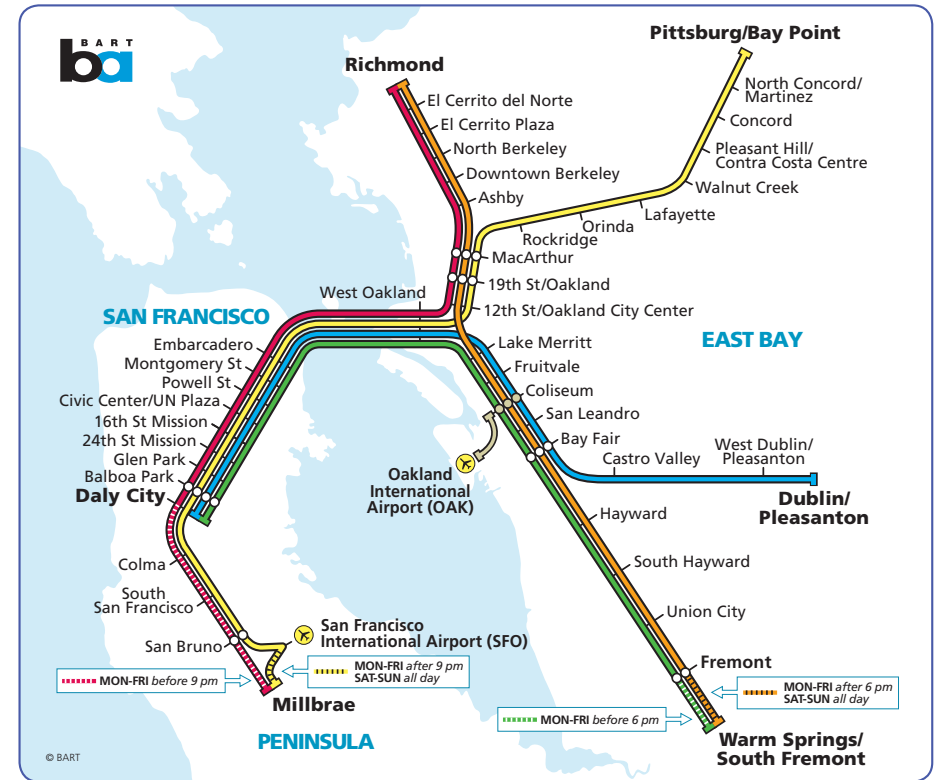 BART
ba
Richmond
El Cerrito del Norte
El Cerrito Plaza
North Berkeley
Downtown Berkeley
Ashby
Pittsburg/Bay Point
North Concord/
Martinez
Concord
Pleasant Hill/
Contra Costa Centre
Walnut Creek
Lafayette
Orinda
Rockridge
MacArthur
19th St/Oakland
12th St/Oakland City Center
West Oakland
SAN FRANCISCO
Embarcadero
Montgomery St
Powell St
Civic Center/UN Plaza
16th St Mission
24th St Mission
Glen Park
Balboa Park
Daly City
EAST BAY
Lake Merritt
Fruitvale
Coliseum
San Leandro
Bay Fair
Castro Valley
West Dublin/
Pleasanton
Dublin/
Pleasanton
Oakland
International
Airport (OAK)
Hayward
South Hayward
Union City
Fremont
Colma
South
San Francisco
San Bruno
San Francisco
International Airport (SFO)
MON-FRI before 9 pm
MON-FRI after 9 pm
SAT-SUN all day
Millbrae
MON-FRI before 6 pm
MON-FRI after 6 pm
SAT-SUN all day
Warm Springs/
South Fremont
PENINSULA
© BART